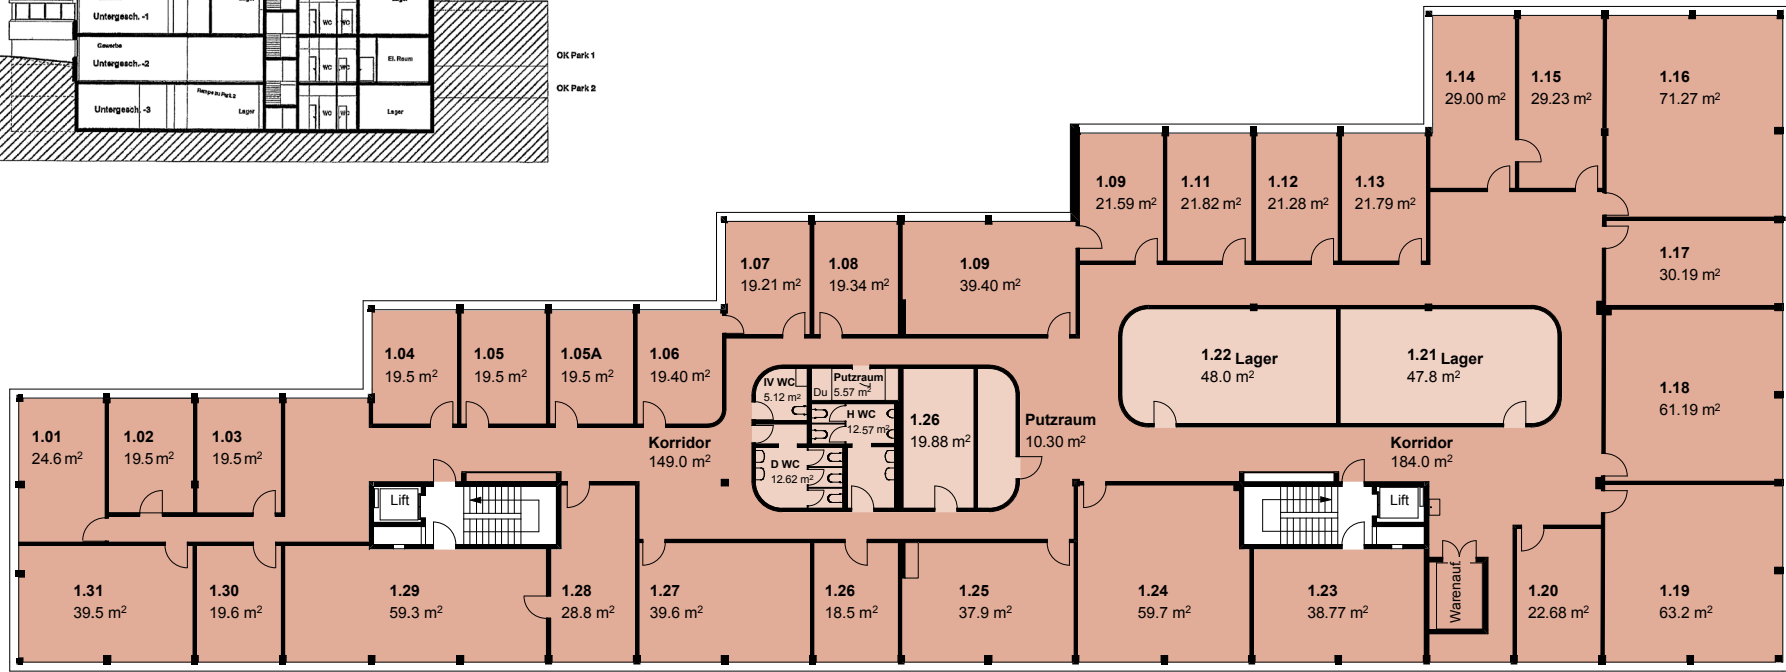 Lager
Lager
Untergesch. -1
WC
WC
Gewerbe
Untergesch. -2
WC
WC
El. Raum
OK Park 1
OK Park 2
Rampe zu Park 2
Untergesch. -3
Lager
WC
WC
Lager
1.14
29.00 m²
1.15
29.23 m²
1.16
71.27 m²
1.09
21.59 m²
1.11
21.82 m²
1.12
21.28 m²
1.13
21.79 m²
1.17
30.19 m²
1.07
19.21 m²
1.08
19.34 m²
1.09
39.40 m²
1.04
19.5 m²
1.05
19.5 m²
1.05A
19.5 m²
1.06
19.40 m²
1.22 Lager
48.0 m²
1.21 Lager
47.8 m²
1.18
61.19 m²
IV WC
5.12 m²
Putzraum
Du 5.57 m²
H WC
12.57 m²
D WC
12.62 m²
1.26
19.88 m²
Putzraum
10.30 m²
Korridor
149.0 m²
Korridor
184.0 m²
1.01
24.6 m²
1.02
19.5 m²
1.03
19.5 m²
Lift
Lift
1.31
39.5 m²
1.30
19.6 m²
1.29
59.3 m²
1.28
28.8 m²
1.27
39.6 m²
1.26
18.5 m²
1.25
37.9 m²
1.24
59.7 m²
1.23
38.77 m²
Warenauf.
1.20
22.68 m²
1.19
63.2 m²